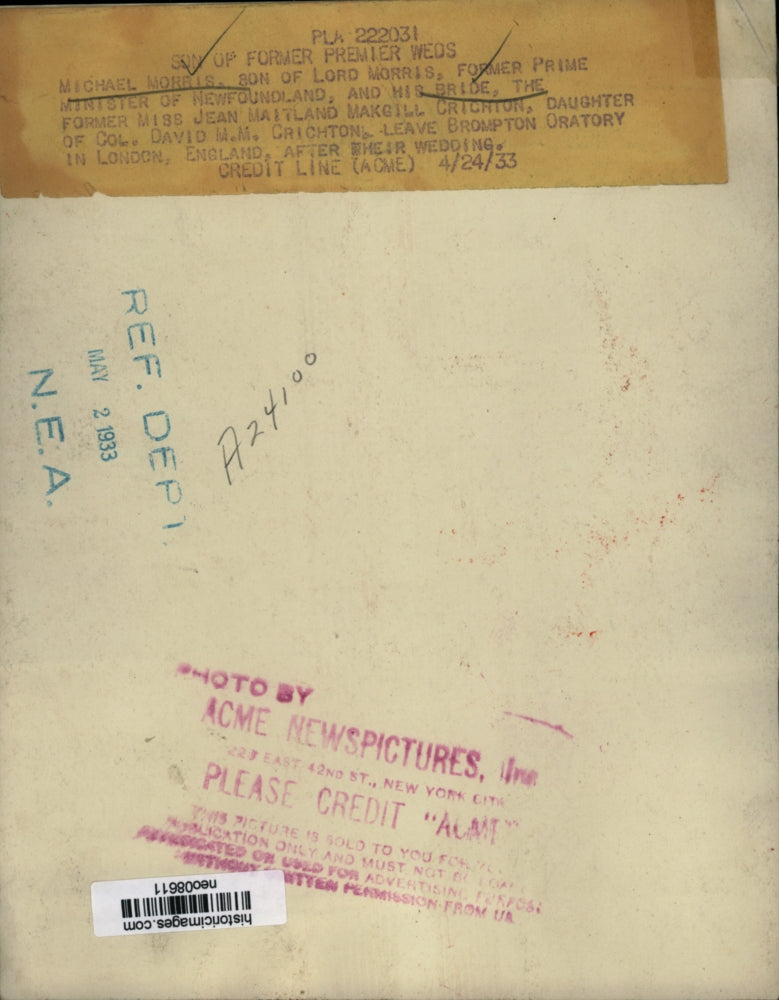 PLA 222031
SON OF FORMER PREMIER WEDS
MICHAEL MORRIS, SON OF LORD MORRIS, FORMER PRIME
MINISTER OF NEWFOUNDLAND, AND HIS BRIDE, THE
FORMER MISS JEAN MAITLAND MAKGILL CRICHTON, DAUGHTER
OF COL. DAVID M.M. CRICHTON, LEAVE BROMPTON ORATORY
IN LONDON, ENGLAND, AFTER THEIR WEDDING.
CREDIT LINE (ACME) 4/24/33
REF. DEPT.
MAY 2 1933
N.E.A.
A24100
PHOTO BY
ACME NEWSPICTURES, Inc
220 EAST 42ND ST., NEW YORK CITY
PLEASE CREDIT "ACME"
THIS PICTURE IS SOLD TO YOU FOR
PUBLICATION ONLY AND MUST NOT BE LOANED
SYNDICATED OR USED FOR ADVERTISING PURPOSES
WITHOUT WRITTEN PERMISSION FROM US
historicimages.com
neo08611